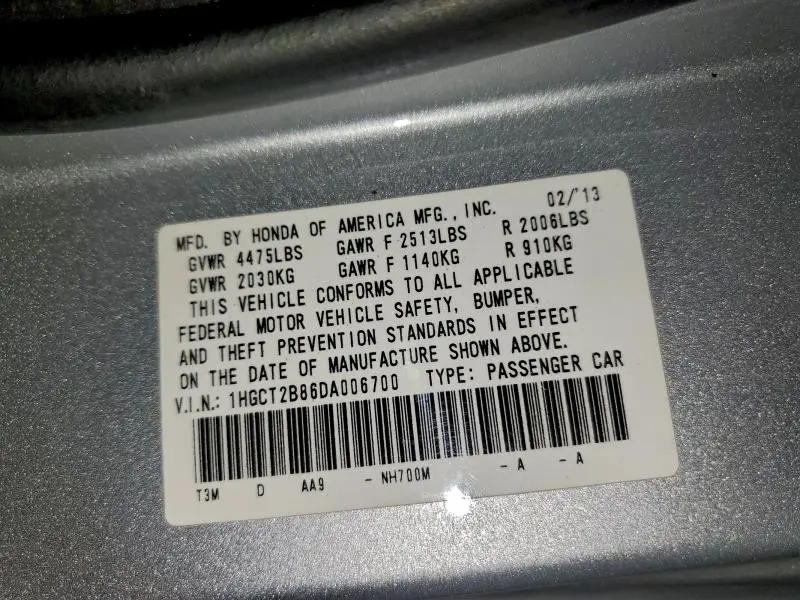 MFD. BY HONDA OF AMERICA MFG., INC. 02/'13
GVWR 4475LBS GAWR F 2513LBS R 2006LBS
GVWR 2030KG GAWR F 1140KG R 910KG
THIS VEHICLE CONFORMS TO ALL APPLICABLE
FEDERAL MOTOR VEHICLE SAFETY, BUMPER,
AND THEFT PREVENTION STANDARDS IN EFFECT
ON THE DATE OF MANUFACTURE SHOWN ABOVE.
V.I.N.: 1HGCT2B86DA006700 TYPE: PASSENGER CAR
T3M D AA9 - NH700M - A - A